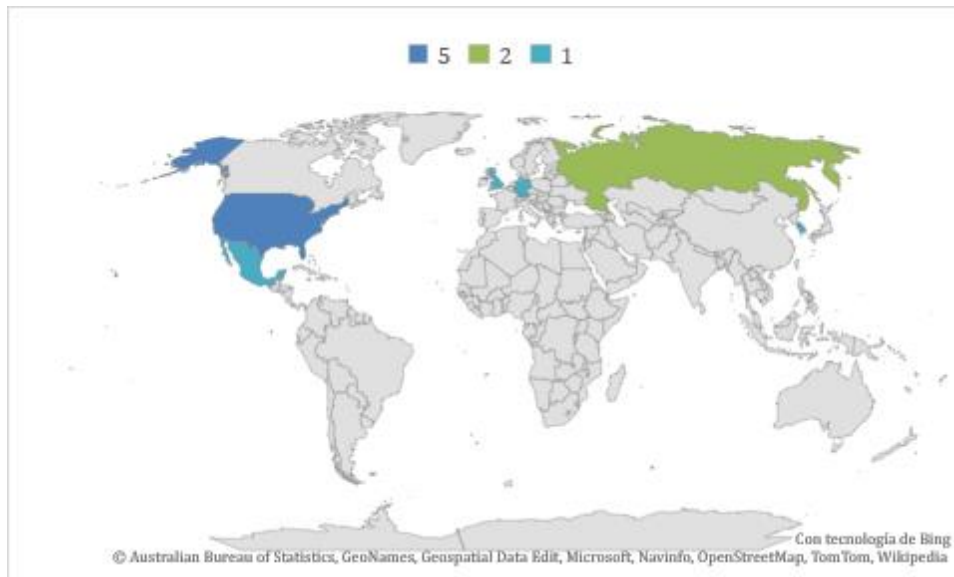 5 2 1
Con tecnología de Bing
© Australian Bureau of Statistics, GeoNames, Geospatial Data Edit, Microsoft, Navinfo, OpenStreetMap, TomTom, Wikipedia